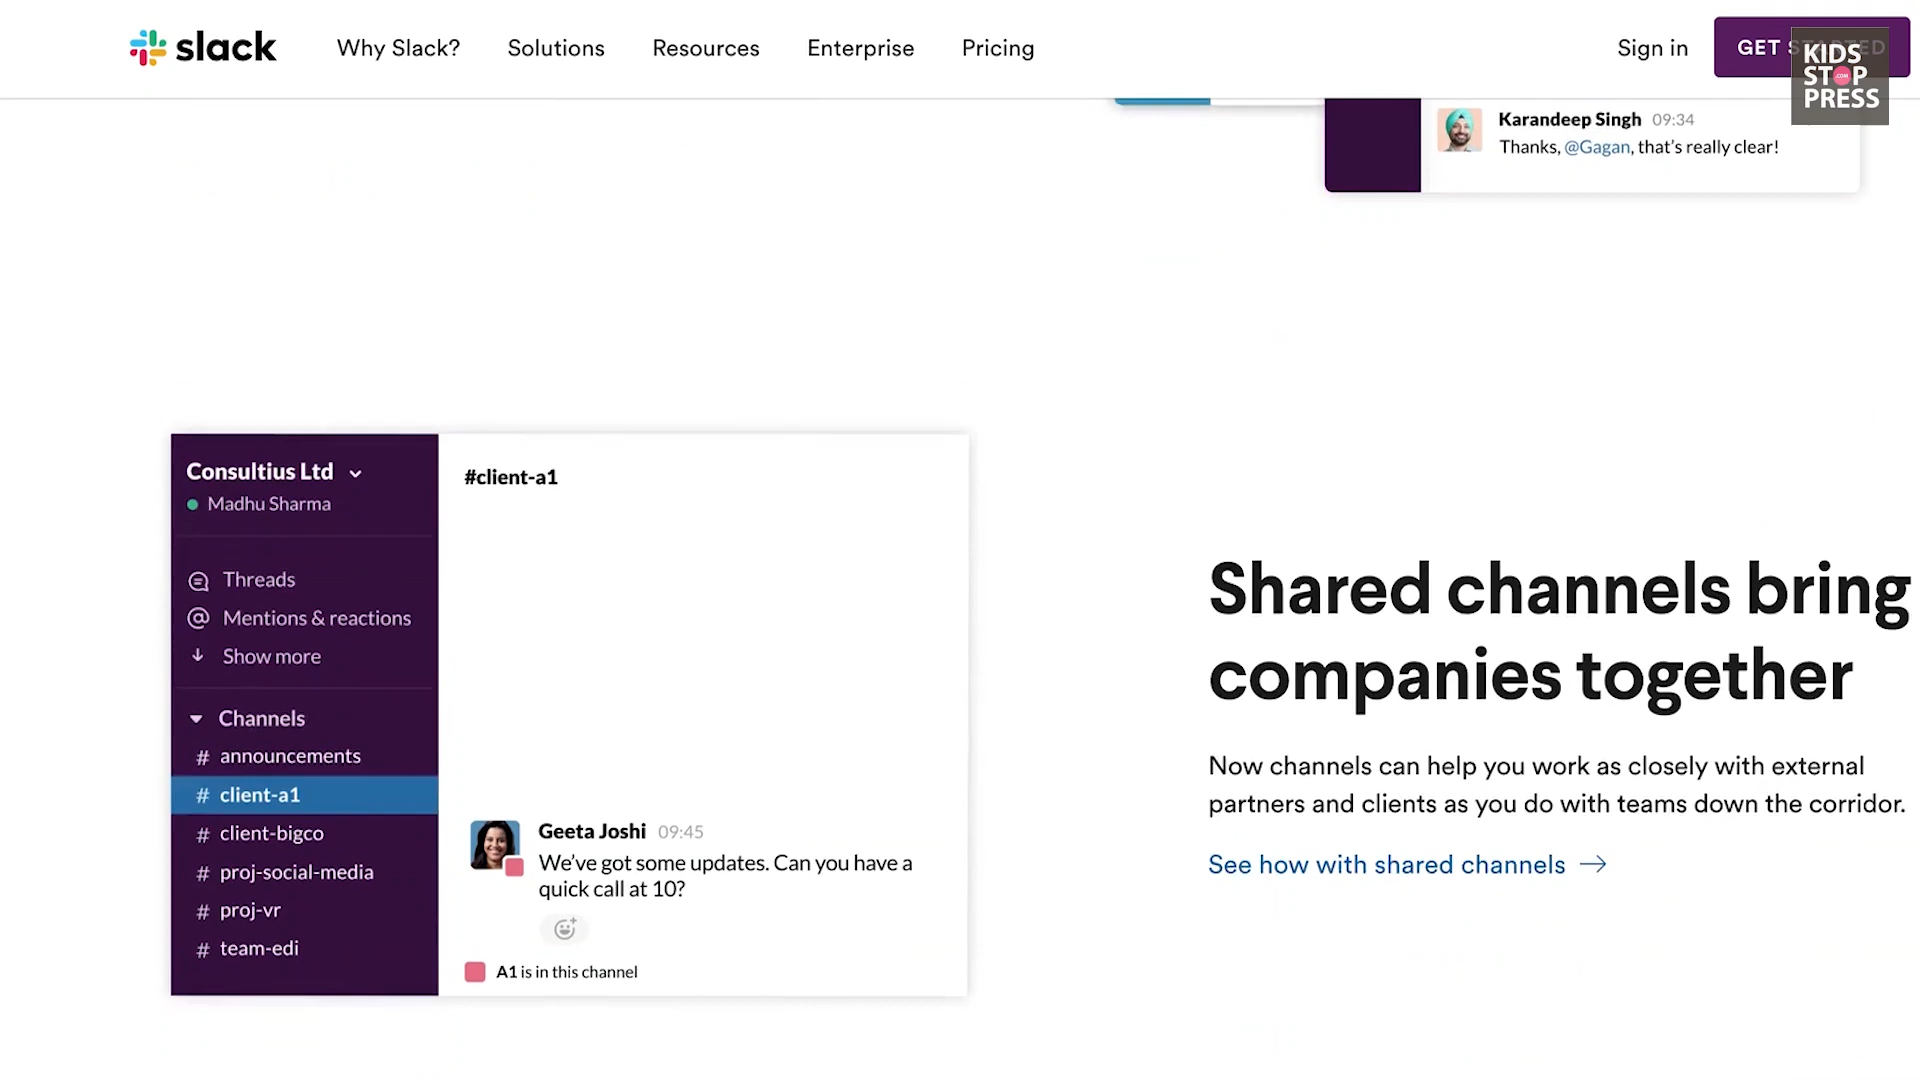 slack
Why Slack?
Solutions
Resources
Enterprise
Pricing
Sign in
GET STARTED
KIDS
STOP
.COM
PRESS
Karandeep Singh 09:34
Thanks, @Gagan, that's really clear!
Consultius Ltd
Madhu Sharma
Threads
Mentions & reactions
Show more
Channels
# announcements
# client-a1
# client-bigco
# proj-social-media
# proj-vr
# team-edi
#client-a1
Geeta Joshi 09:45
We've got some updates. Can you have a
quick call at 10?
A1 is in this channel
Shared channels bring
companies together
Now channels can help you work as closely with external
partners and clients as you do with teams down the corridor.
See how with shared channels